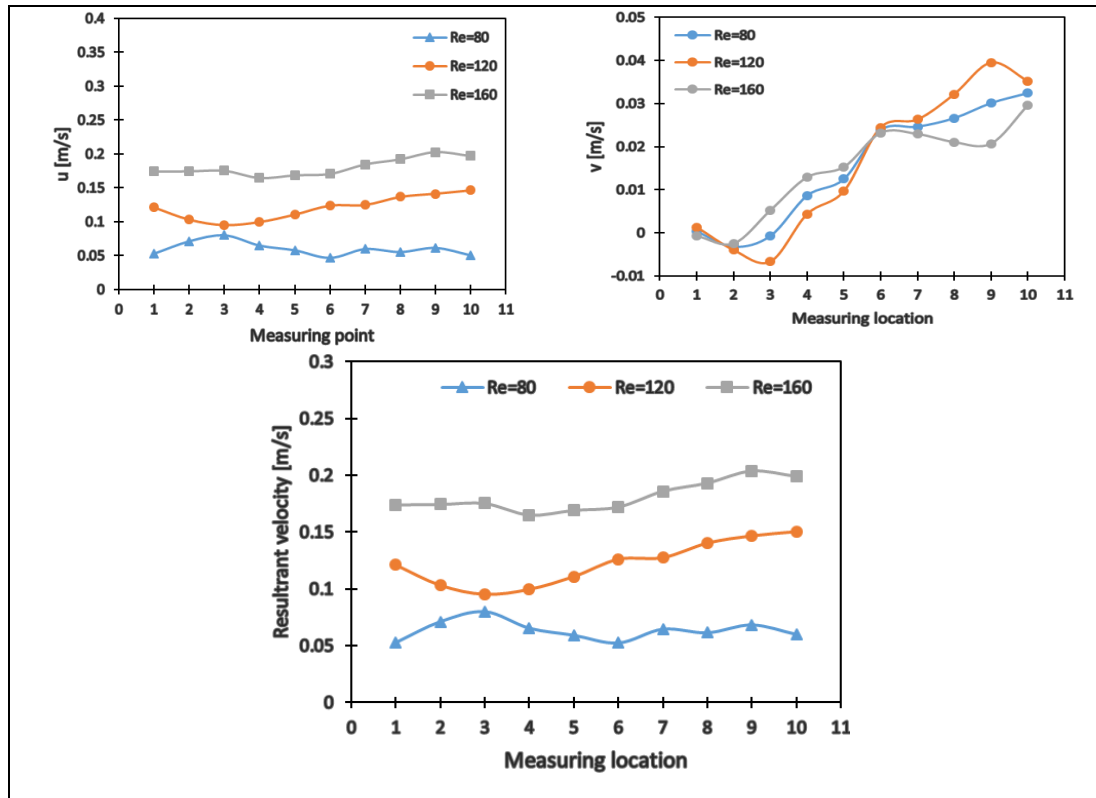 0.4
0.35
0.3
0.25
0.2
0.15
0.1
0.05
0
u [m/s]
Re=80
Re=120
Re=160
0 1 2 3 4 5 6 7 8 9 10 11
Measuring point
0.05
0.04
0.03
0.02
0.01
0
-0.01
v [m/s]
Re=80
Re=120
Re=160
0 1 2 3 4 5 6 7 8 9 10 11
Measuring location
0.3
0.25
0.2
0.15
0.1
0.05
0
Resultrant velocity [m/s]
Re=80 Re=120 Re=160
0 1 2 3 4 5 6 7 8 9 10 11
Measuring location